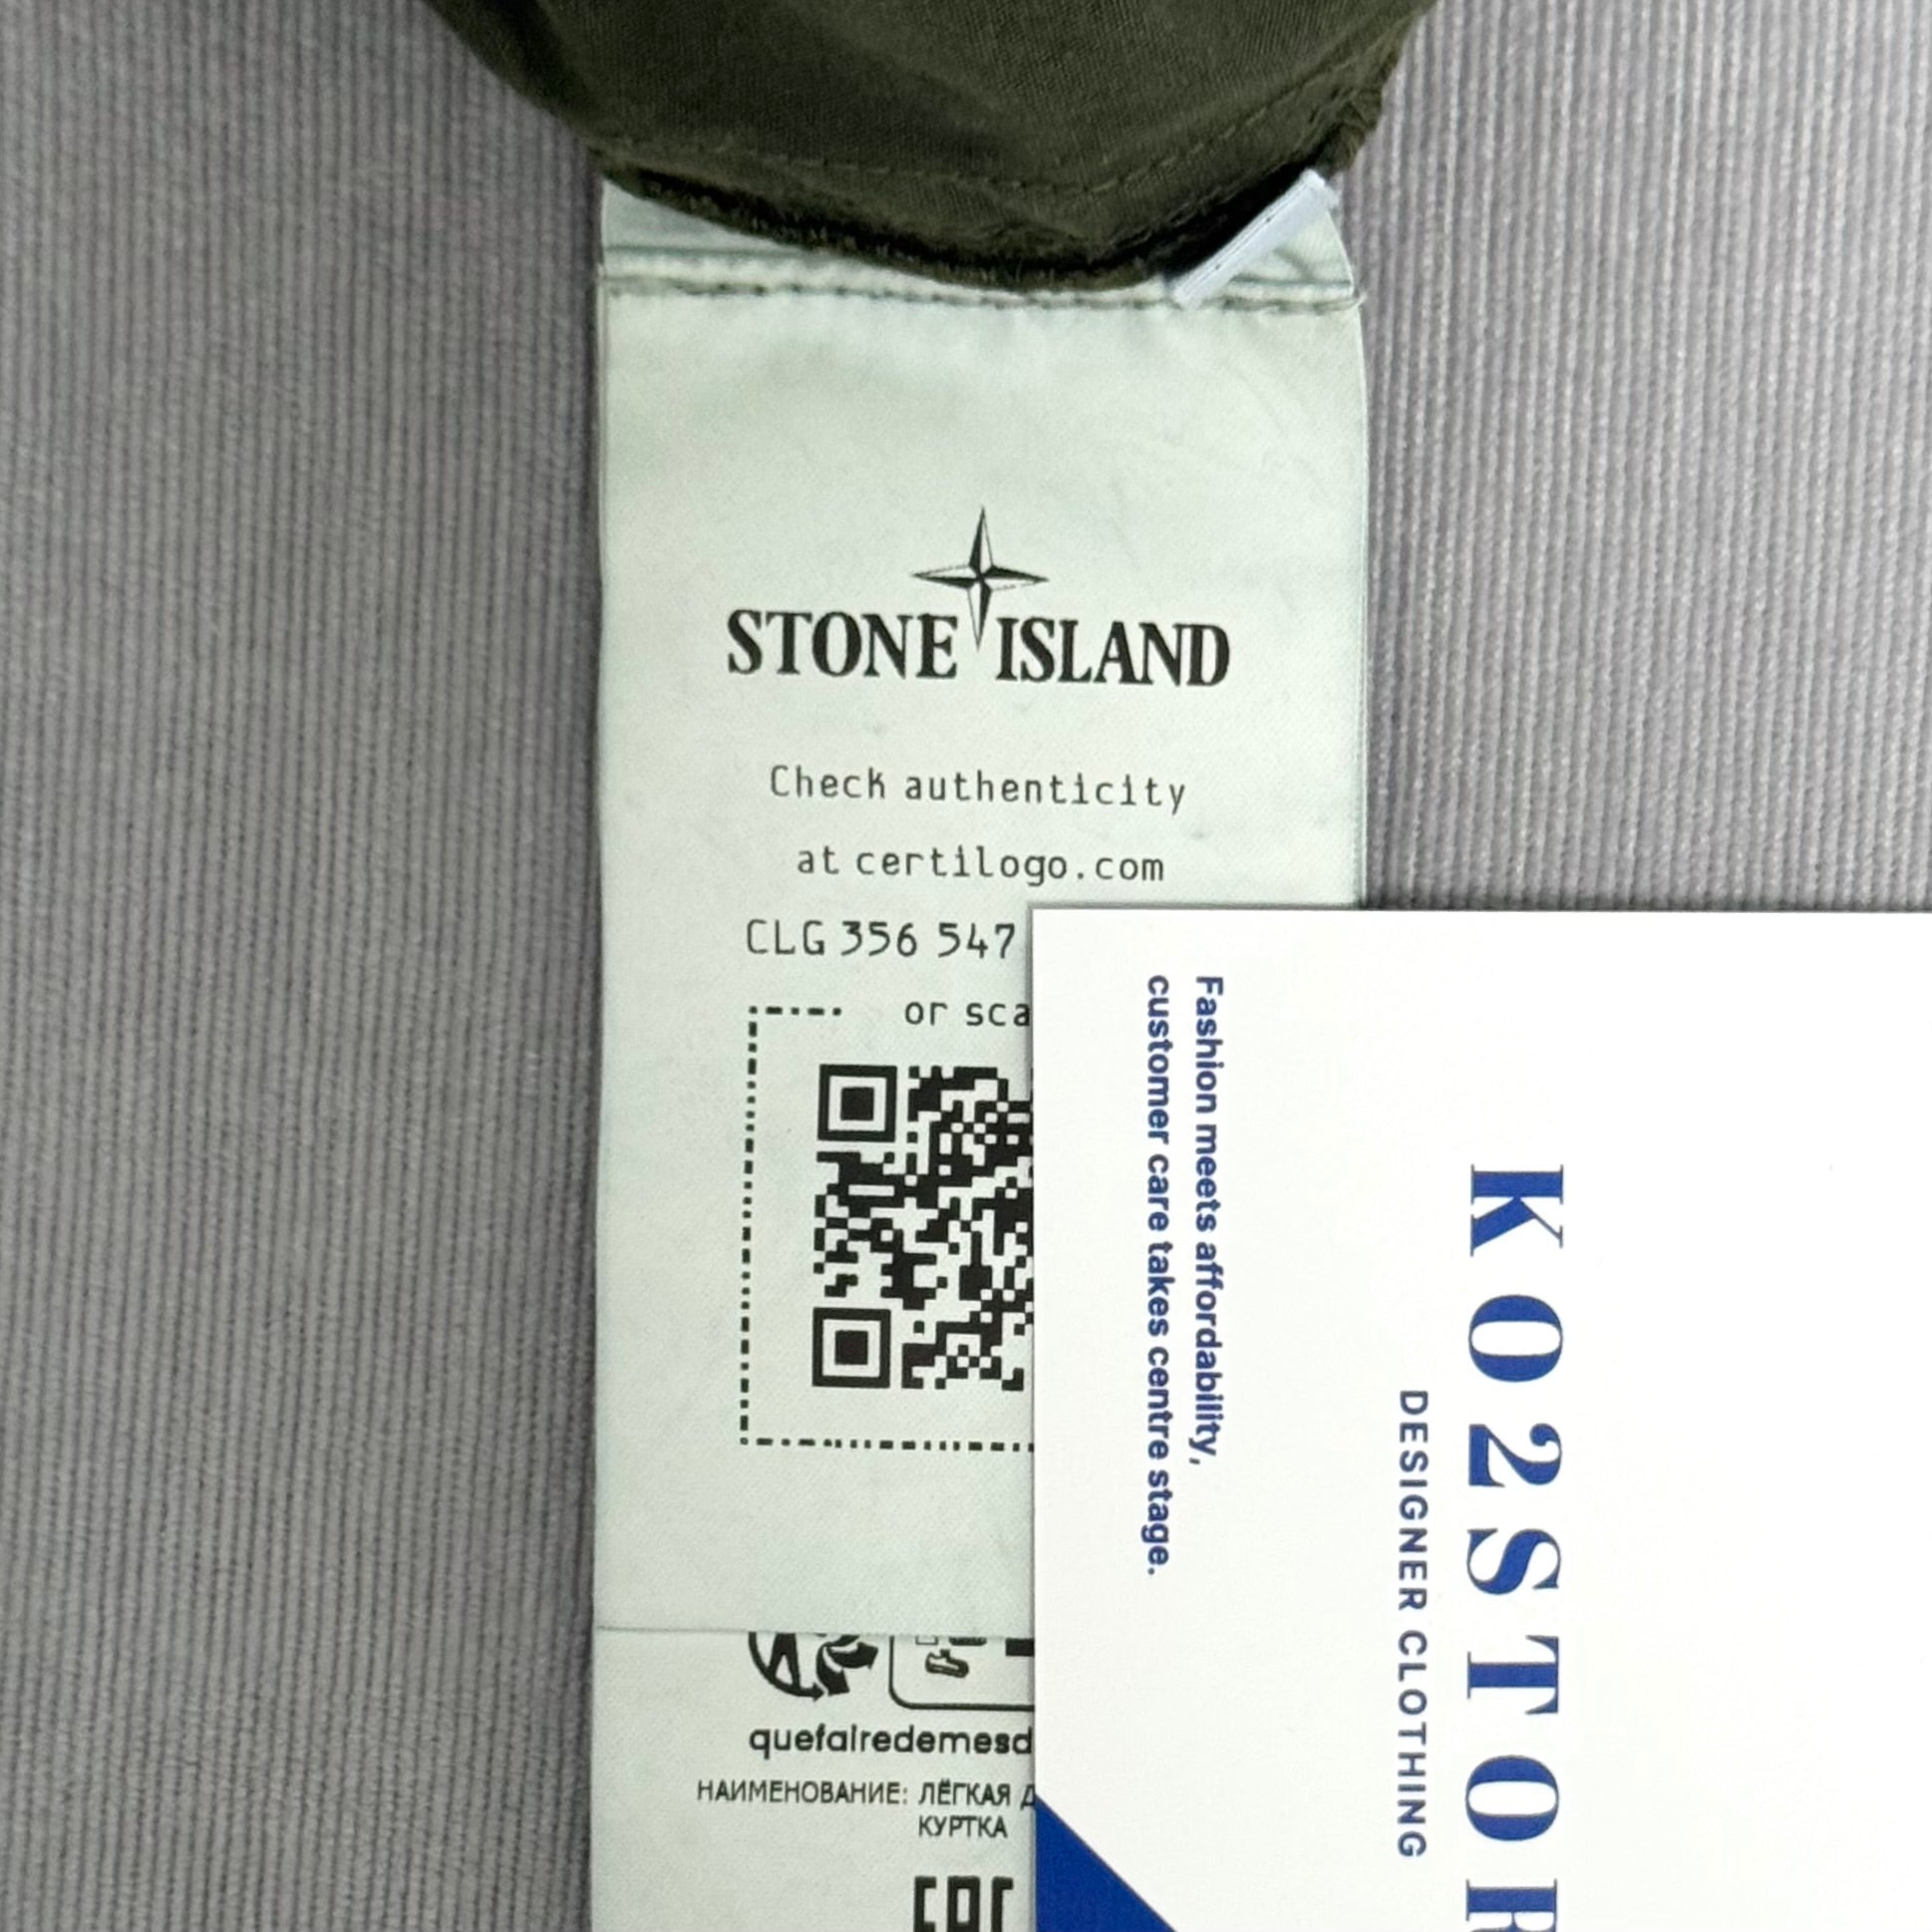 STONE ISLAND
Check authenticity
at certilogo.com
CLG 356 547
or sca
quefairedemesd
НАИМЕНОВАНИЕ: ЛЁГКАЯ Д
КУРТКА
EAC
Fashion meets affordability,
customer care takes centre stage.
KO2STOR
DESIGNER CLOTHING